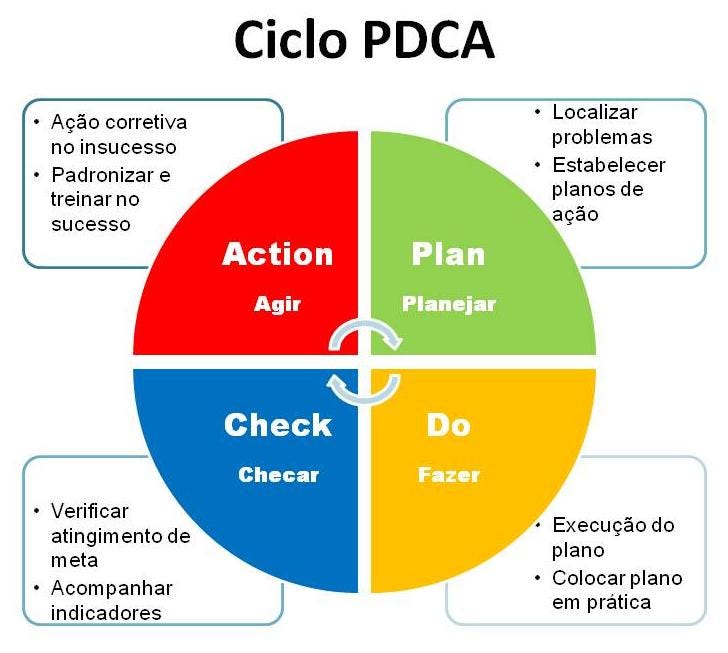 Ciclo PDCA
• Ação corretiva
no insucesso
• Padronizar e
treinar no
sucesso
• Localizar
problemas
• Estabelecer
planos de
ação
Action
Agir
Plan
Planejar
Check
Checar
Do
Fazer
• Verificar
atingimento de
meta
• Acompanhar
indicadores
• Execução do
plano
• Colocar plano
em prática